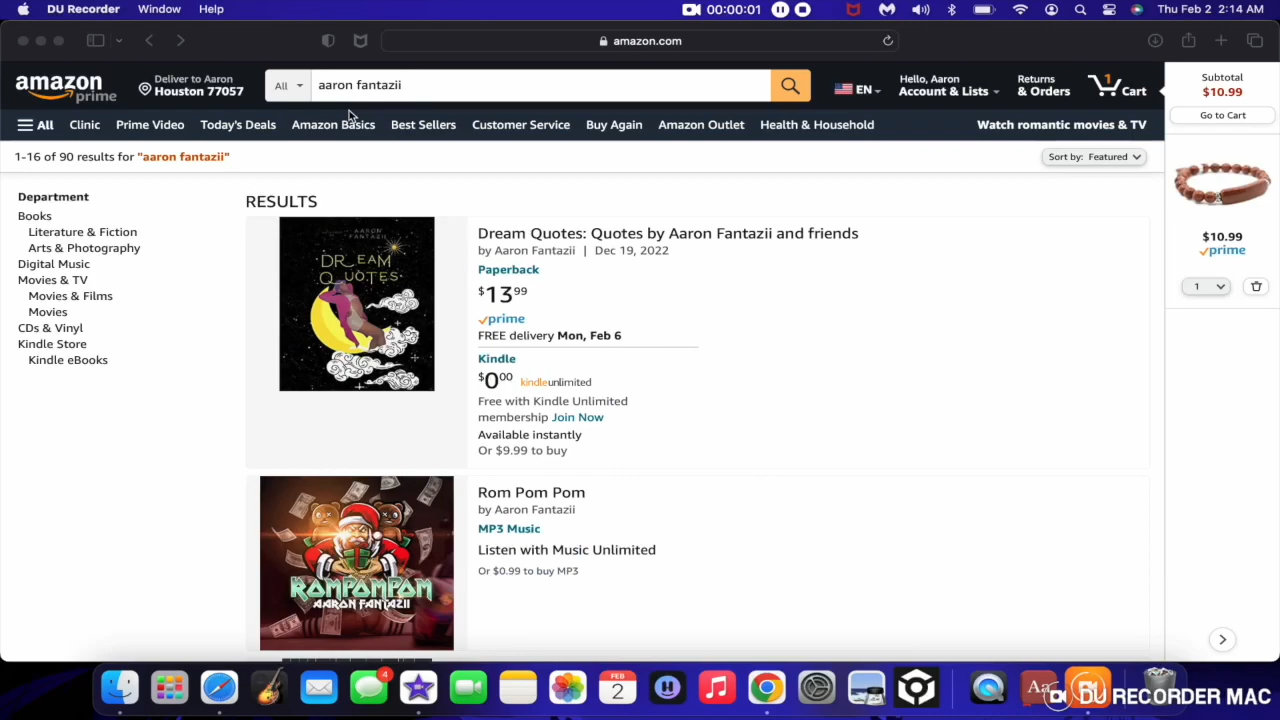 DU Recorder Window Help 00:00:01 Thu Feb 2 2:14 AM
amazon.com
amazon prime
Deliver to Aaron
Houston 77057
All aaron fantazii
EN
Hello, Aaron
Account & Lists
Returns
& Orders
1
Cart
Subtotal
$10.99
Go to Cart
$10.99
prime
1
All Clinic Prime Video Today's Deals Amazon Basics Best Sellers Customer Service Buy Again Amazon Outlet Health & Household Watch romantic movies & TV
1-16 of 90 results for "aaron fantazii"
Sort by: Featured
Department
Books
Literature & Fiction
Arts & Photography
Digital Music
Movies & TV
Movies & Films
Movies
CDs & Vinyl
Kindle Store
Kindle eBooks
RESULTS
AARON
FANTAZII
DREAM
QUOTES
Dream Quotes: Quotes by Aaron Fantazii and friends
by Aaron Fantazii | Dec 19, 2022
Paperback
$13 99
prime
FREE delivery Mon, Feb 6
Kindle
$0 00 kindleunlimited
Free with Kindle Unlimited
membership Join Now
Available instantly
Or $9.99 to buy
ROMPOMPOM
AARON FANTAZII
Rom Pom Pom
by Aaron Fantazii
MP3 Music
Listen with Music Unlimited
Or $0.99 to buy MP3
4
FEB
2
Aa
DU RECORDER MAC